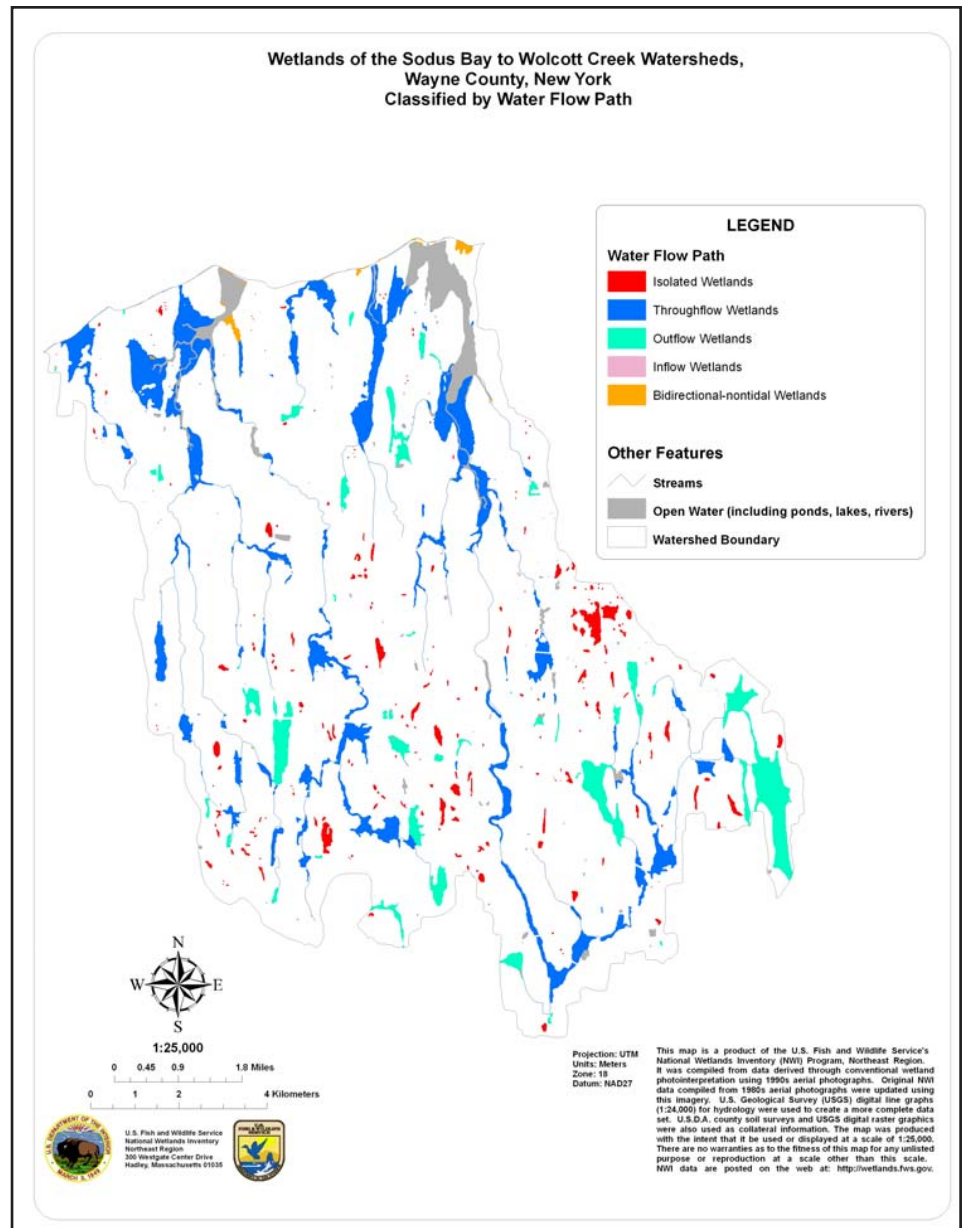 Wetlands of the Sodus Bay to Wolcott Creek Watersheds,
Wayne County, New York
Classified by Water Flow Path
LEGEND
Water Flow Path
Isolated Wetlands
Throughflow Wetlands
Outflow Wetlands
Inflow Wetlands
Bidirectional-nontidal Wetlands
Other Features
Streams
Open Water (including ponds, lakes, rivers)
Watershed Boundary
N
W E
S
1:25,000
0 0.45 0.9 1.8 Miles
0 1 2 4 Kilometers
U.S. DEPARTMENT OF THE INTERIOR
MARCH 3, 1849
U.S. Fish and Wildlife Service
National Wetlands Inventory
Northeast Region
300 Westgate Center Drive
Hadley, Massachusetts 01035
U.S.
FISH & WILDLIFE
SERVICE
Projection: UTM
Units: Meters
Zone: 18
Datum: NAD27
This map is a product of the U.S. Fish and Wildlife Service's
National Wetlands Inventory (NWI) Program, Northeast Region.
It was compiled from data derived through conventional wetland
photointerpretation using 1990s aerial photographs. Original NWI
data compiled from 1980s aerial photographs were updated using
this imagery. U.S. Geological Survey (USGS) digital line graphs
(1:24,000) for hydrology were used to create a more complete data
set. U.S.D.A. county soil surveys and USGS digital raster graphics
were also used as collateral information. The map was produced
with the intent that it be used or displayed at a scale of 1:25,000.
There are no warranties as to the fitness of this map for any unlisted
purpose or reproduction at a scale other than this scale.
NWI data are posted on the web at: http://wetlands.fws.gov.